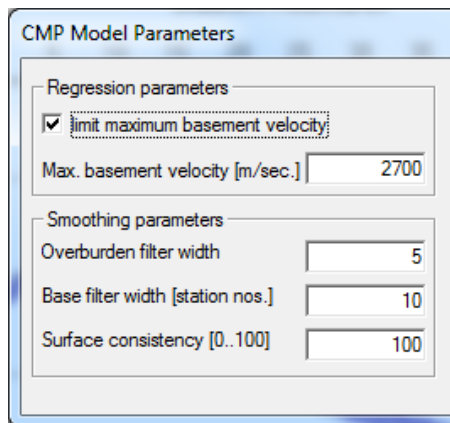 CMP Model Parameters
Regression parameters
limit maximum basement velocity
Max. basement velocity [m/sec.] 2700
Smoothing parameters
Overburden filter width 5
Base filter width [station nos.] 10
Surface consistency [0..100] 100